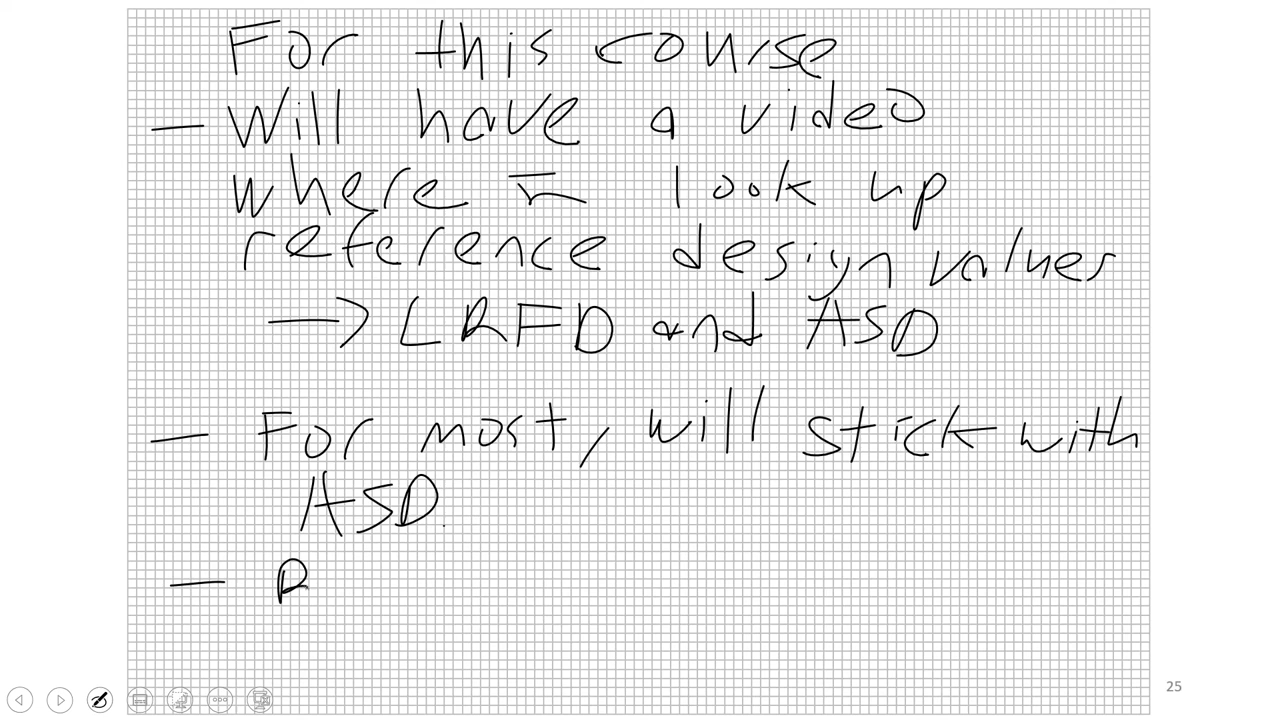 For this course
- Will have a video
where I look up
reference design values
→ LRFD and ASD
- For most, will stick with
ASD.
- R
25